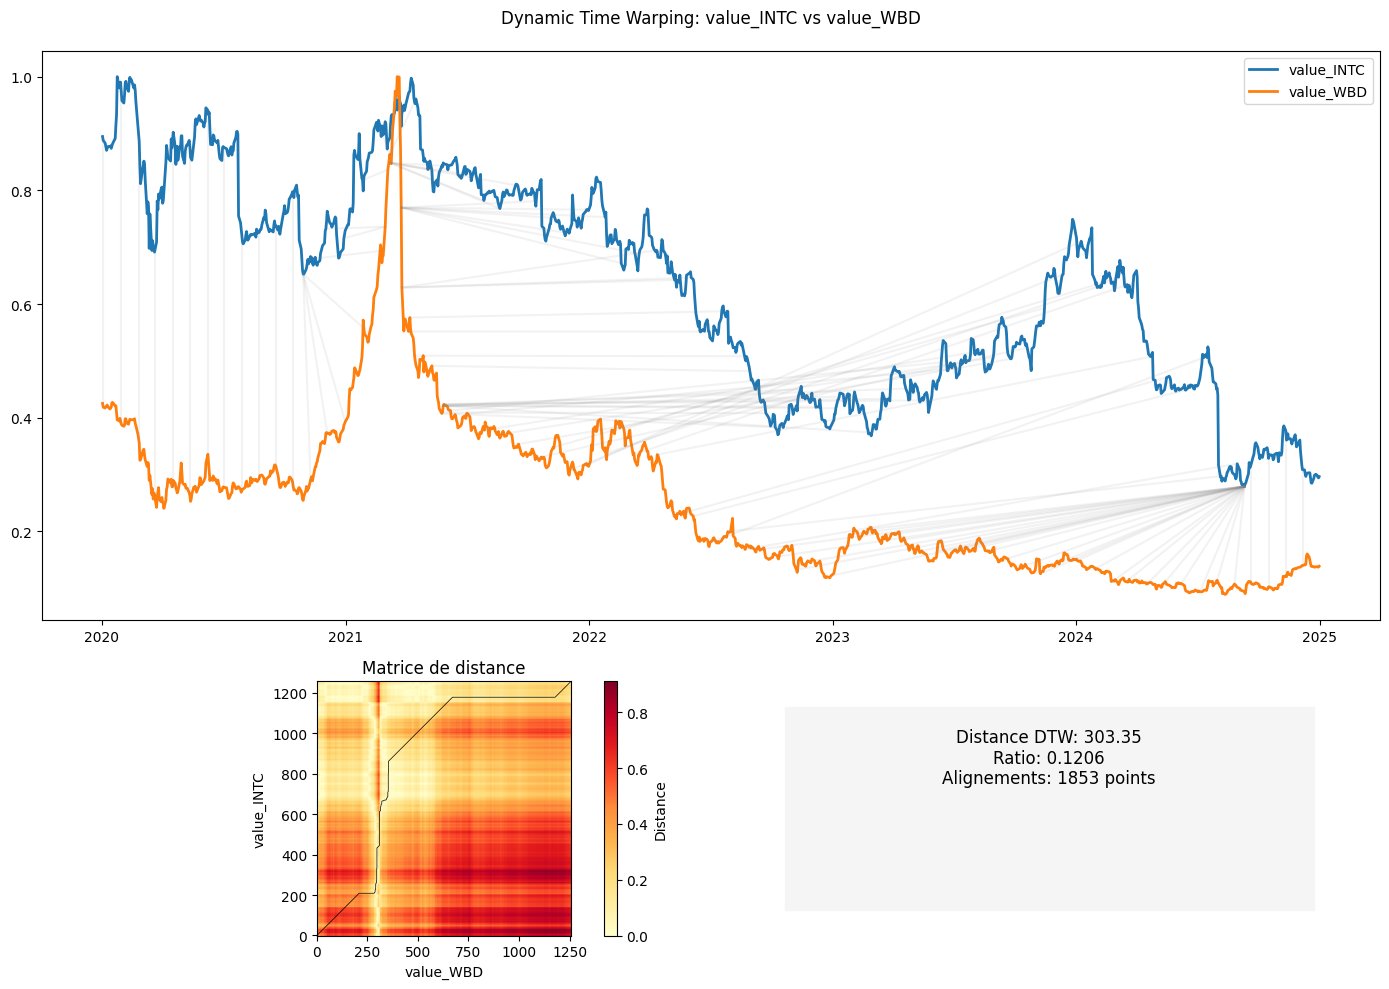 Dynamic Time Warping: value_INTC vs value_WBD
1.0
0.8
0.6
0.4
0.2
value_INTC
value_WBD
2020 2021 2022 2023 2024 2025
Matrice de distance
value_INTC
1200
1000
800
600
400
200
0
0 250 500 750 1000 1250
value_WBD
0.8
0.6
0.4
0.2
0.0
Distance
Distance DTW: 303.35
Ratio: 0.1206
Alignements: 1853 points